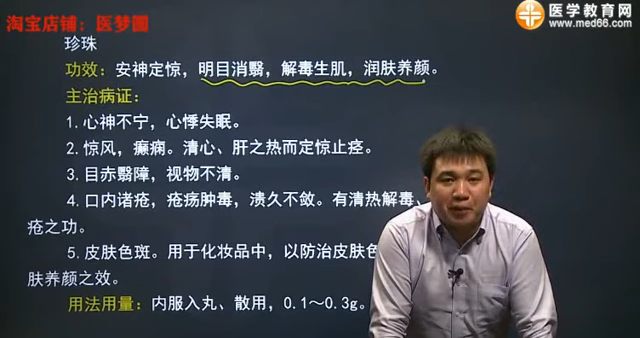 淘宝店铺：医梦圆
医学教育网
www.med66.com
珍珠
功效：安神定惊，明目消翳，解毒生肌，润肤养颜。
主治病证：
1.心神不宁，心悸失眠。
2.惊风，癫痫。清心、肝之热而定惊止痉。
3.目赤翳障，视物不清。
4.口内诸疮，疮疡肿毒，溃久不敛。有清热解毒、
疮之功。
5.皮肤色斑。用于化妆品中，以防治皮肤色
肤养颜之效。
用法用量：内服入丸、散用，0.1～0.3g。